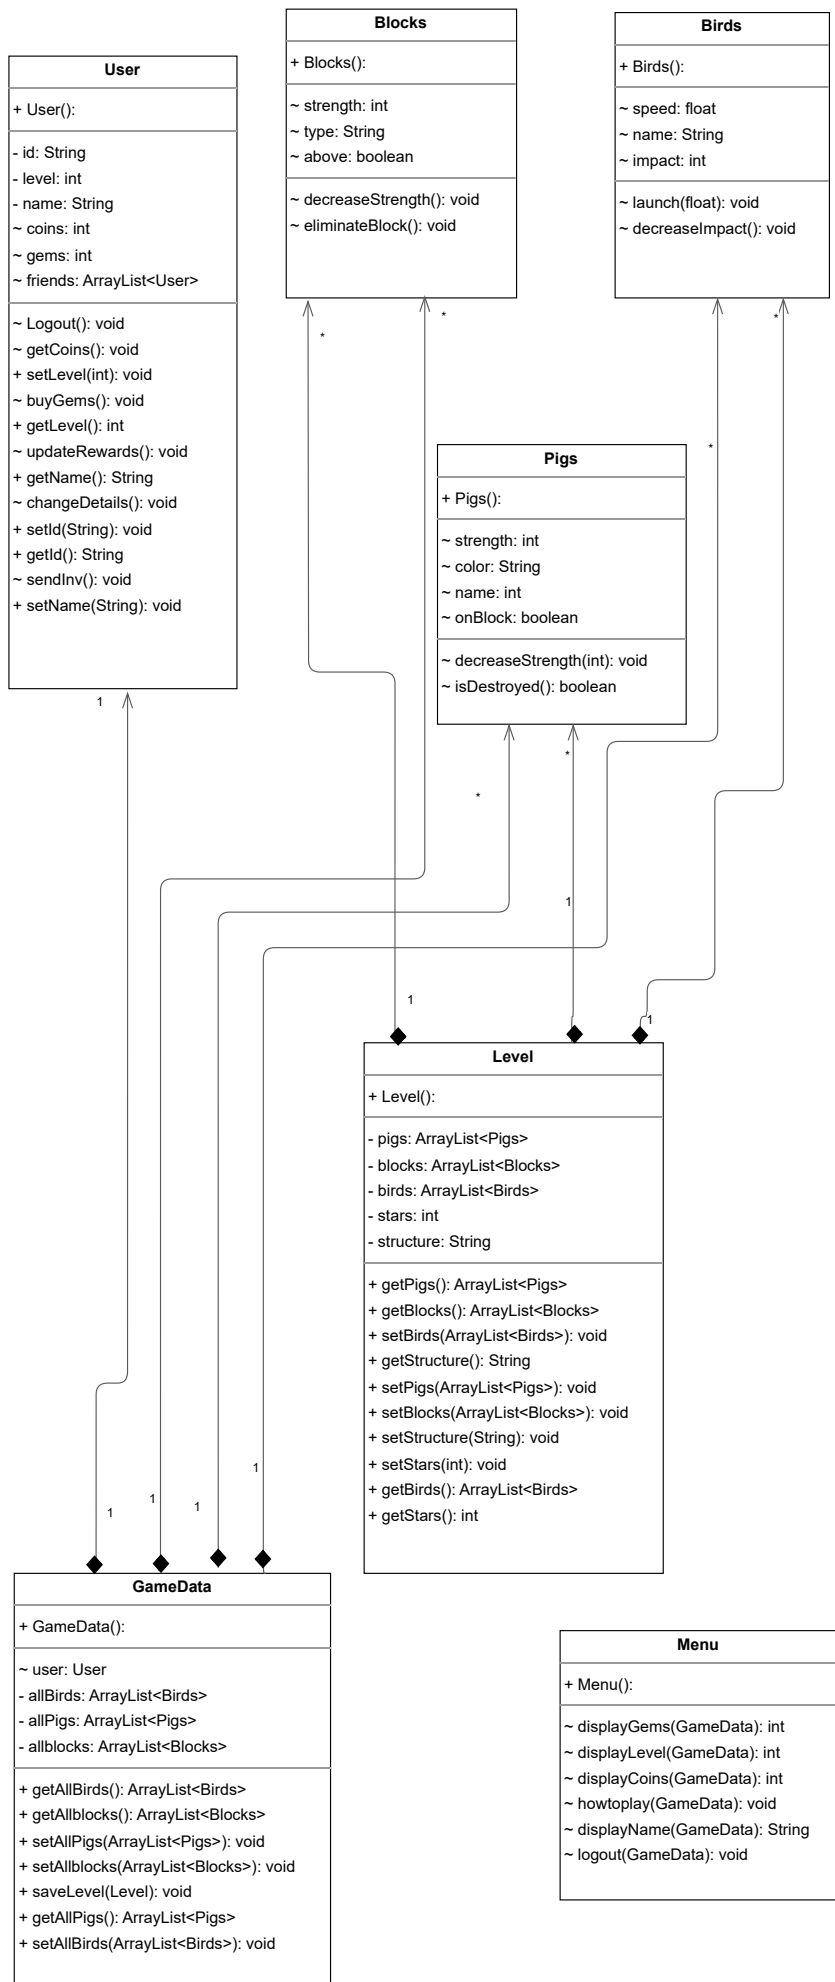 Blocks
+ Blocks():
~ strength: int
~ type: String
~ above: boolean
~ decreaseStrength(): void
~ eliminateBlock(): void
Birds
+ Birds():
~ speed: float
~ name: String
~ impact: int
~ launch(float): void
~ decreaseImpact(): void
User
+ User():
- id: String
- level: int
- name: String
~ coins: int
~ gems: int
~ friends: ArrayList<User>
~ Logout(): void
~ getCoins(): void
+ setLevel(int): void
~ buyGems(): void
+ getLevel(): int
~ updateRewards(): void
+ getName(): String
~ changeDetails(): void
+ setId(String): void
+ getId(): String
~ sendInv(): void
+ setName(String): void
*
*
*
*
Pigs
+ Pigs():
~ strength: int
~ color: String
~ name: int
~ onBlock: boolean
~ decreaseStrength(int): void
~ isDestroyed(): boolean
1
*
*
1
1
1
Level
+ Level():
- pigs: ArrayList<Pigs>
- blocks: ArrayList<Blocks>
- birds: ArrayList<Birds>
- stars: int
- structure: String
+ getPigs(): ArrayList<Pigs>
+ getBlocks(): ArrayList<Blocks>
+ setBirds(ArrayList<Birds>): void
+ getStructure(): String
+ setPigs(ArrayList<Pigs>): void
+ setBlocks(ArrayList<Blocks>): void
+ setStructure(String): void
+ setStars(int): void
+ getBirds(): ArrayList<Birds>
+ getStars(): int
1
1
1
1
GameData
+ GameData():
~ user: User
- allBirds: ArrayList<Birds>
- allPigs: ArrayList<Pigs>
- allblocks: ArrayList<Blocks>
+ getAllBirds(): ArrayList<Birds>
+ getAllblocks(): ArrayList<Blocks>
+ setAllPigs(ArrayList<Pigs>): void
+ setAllblocks(ArrayList<Blocks>): void
+ saveLevel(Level): void
+ getAllPigs(): ArrayList<Pigs>
+ setAllBirds(ArrayList<Birds>): void
Menu
+ Menu():
~ displayGems(GameData): int
~ displayLevel(GameData): int
~ displayCoins(GameData): int
~ howtoplay(GameData): void
~ displayName(GameData): String
~ logout(GameData): void